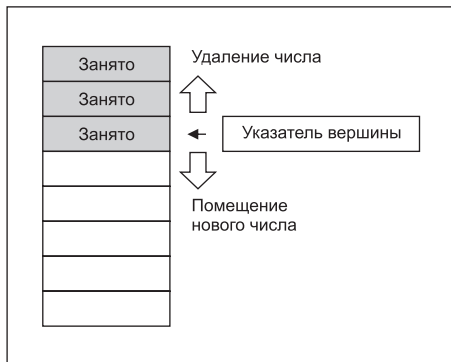 Занято
Удаление числа
Занято
Занято
Указатель вершины
Помещение
нового числа